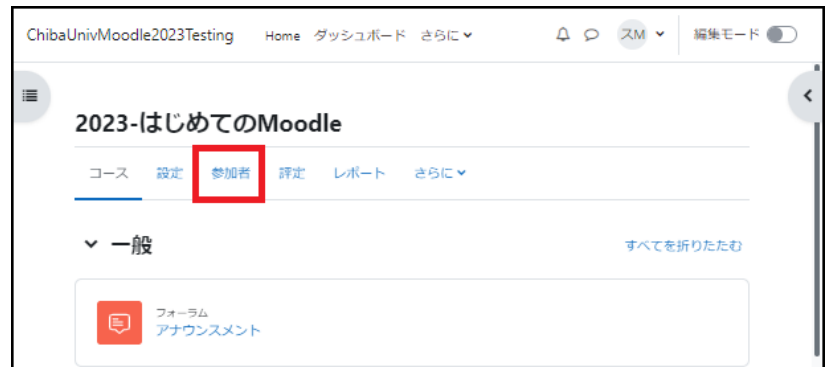 ChibaUnivMoodle2023Testing Home ダッシュボード さらに スM 編集モード
2023-はじめてのMoodle
コース 設定 参加者 評定 レポート さらに
一般 すべてを折りたたむ
フォーラム
アナウンスメント